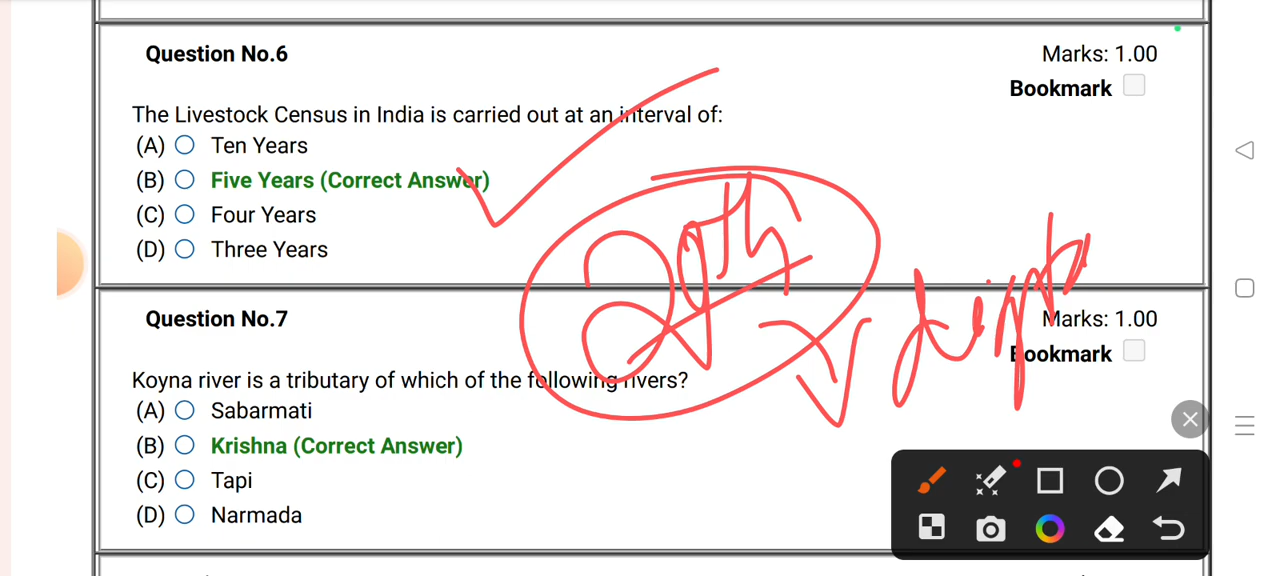 Question No.6
Marks: 1.00
Bookmark
The Livestock Census in India is carried out at an interval of:
(A) Ten Years
(B) Five Years (Correct Answer)
(C) Four Years
(D) Three Years
20th
Question No.7
Marks: 1.00
Bookmark
Koyna river is a tributary of which of the following rivers?
(A) Sabarmati
(B) Krishna (Correct Answer)
(C) Tapi
(D) Narmada